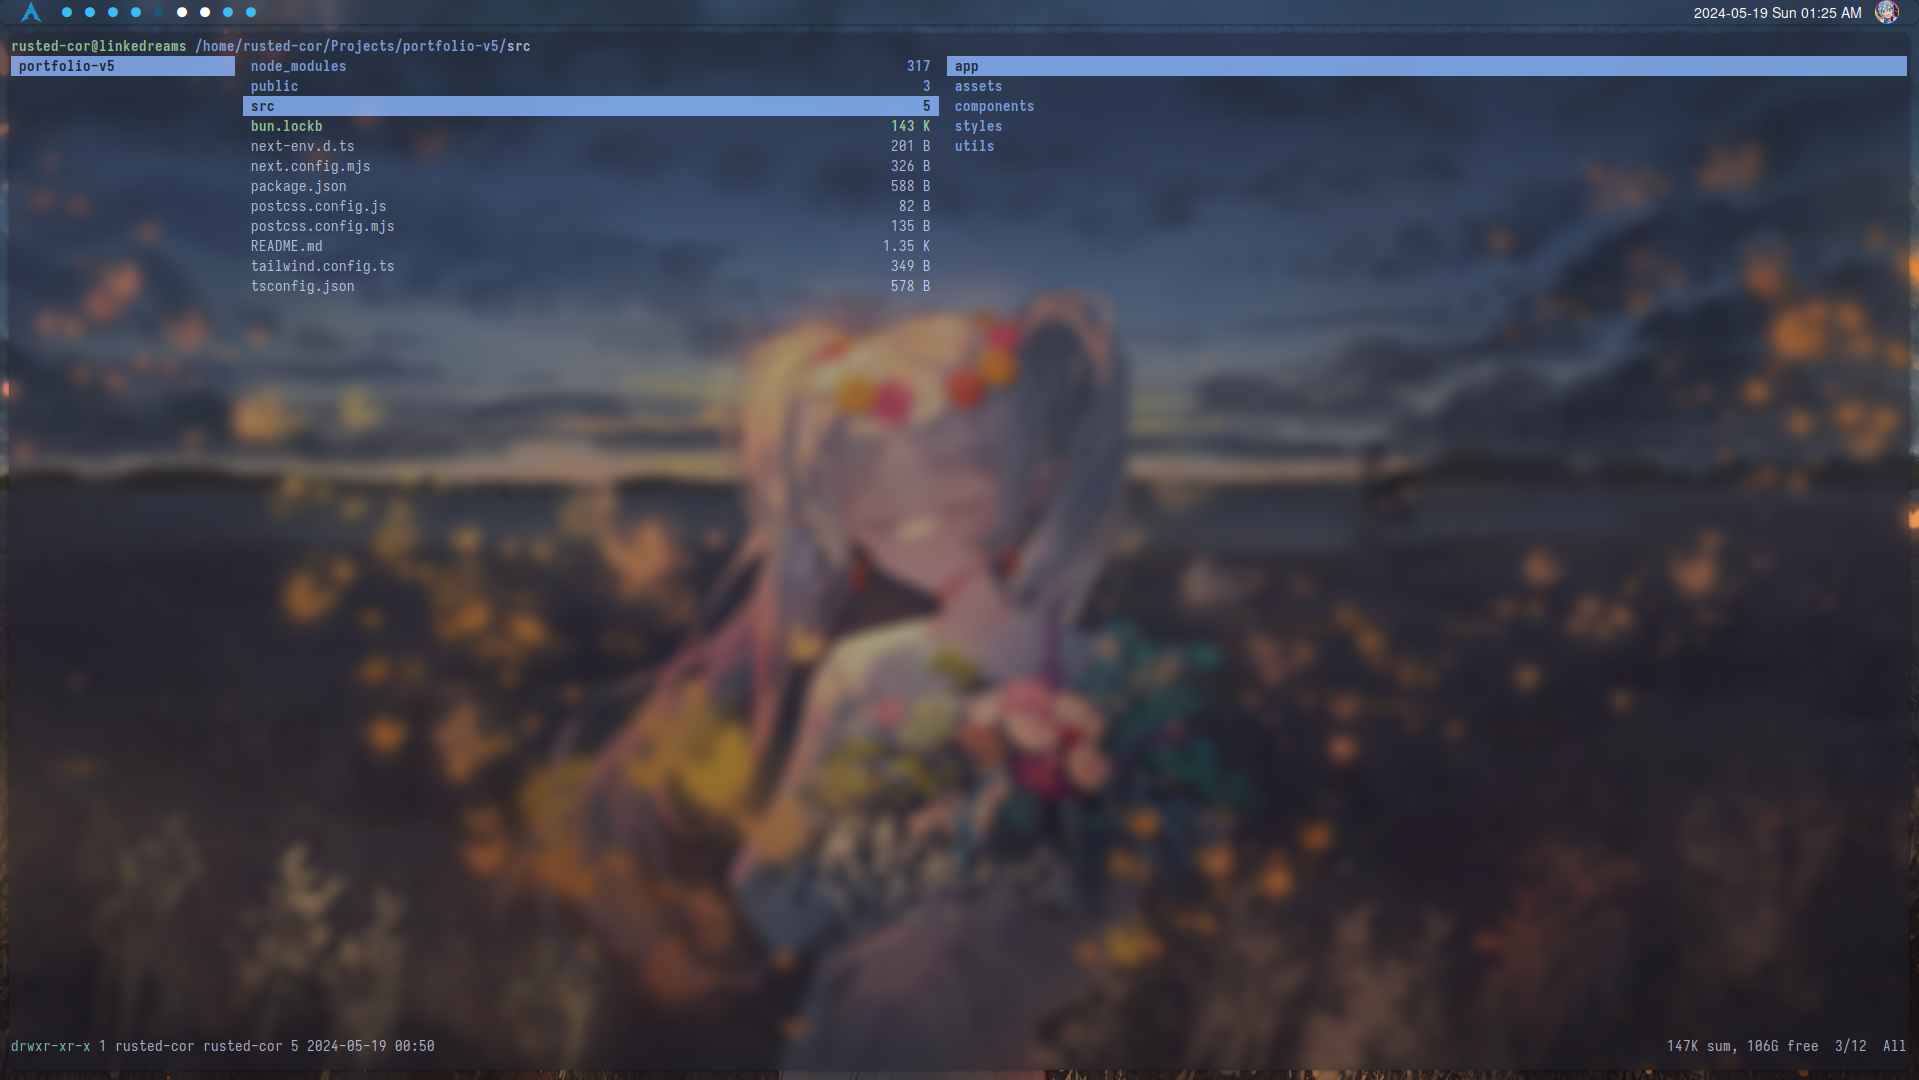 2024-05-19 Sun 01:25 AM
rusted-cor@linkedreams /home/rusted-cor/Projects/portfolio-v5/src
portfolio-v5 node_modules 317 app
public 3 assets
src 5 components
bun.lockb 143 K styles
next-env.d.ts 201 B utils
next.config.mjs 326 B
package.json 588 B
postcss.config.js 82 B
postcss.config.mjs 135 B
README.md 1.35 K
tailwind.config.ts 349 B
tsconfig.json 578 B
drwxr-xr-x 1 rusted-cor rusted-cor 5 2024-05-19 00:50 147K sum, 106G free 3/12 All